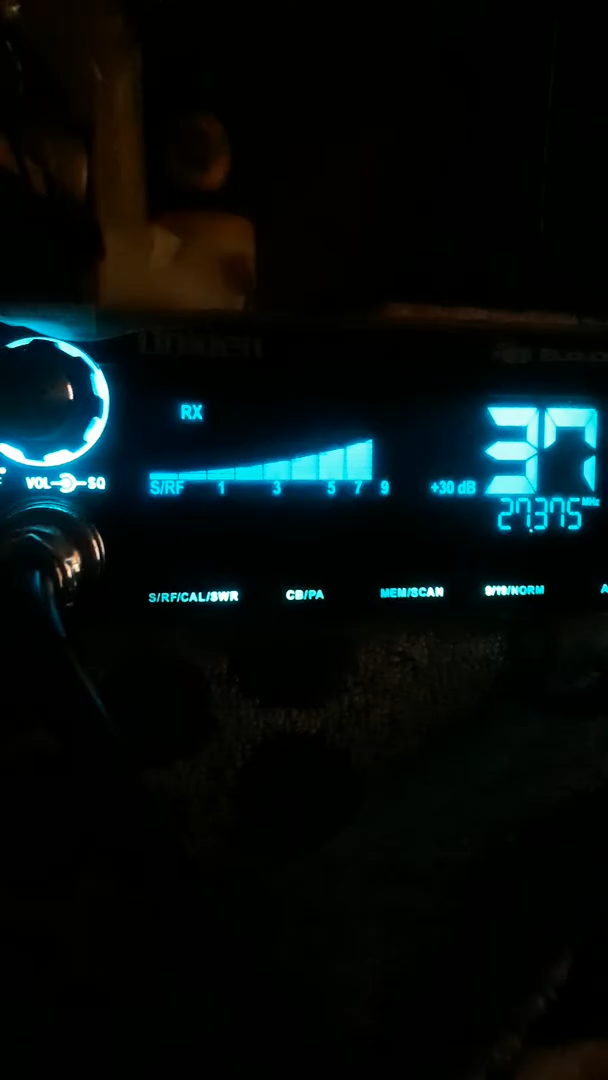 Uniden
RX
37
S/RF 1 3 5 7 9 +30 dB
27.375 MHz
VOL SQ
S/RF/CAL/SWR CB/PA MEM/SCAN 9/19/NORM